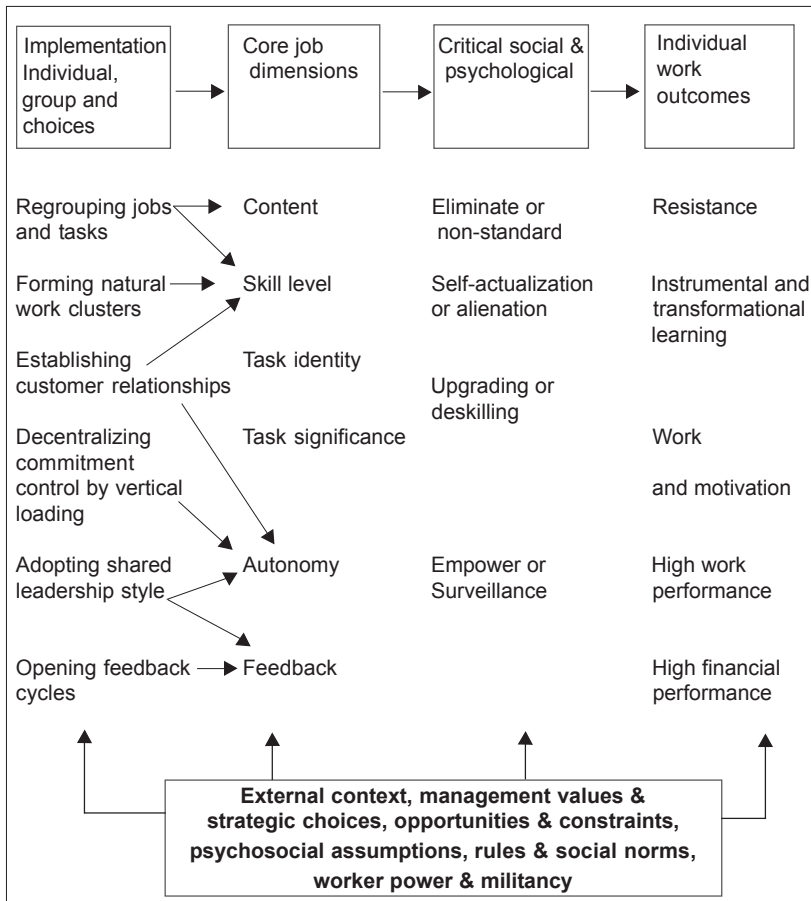 Implementation
Individual,
group and
choices
Core job
dimensions
Critical social &
psychological
Individual
work
outcomes
Regrouping jobs
and tasks
Content
Eliminate or
non-standard
Resistance
Forming natural
work clusters
Skill level
Self-actualization
or alienation
Instrumental and
transformational
learning
Establishing
customer relationships
Task identity
Upgrading or
deskilling
Decentralizing
commitment
control by vertical
loading
Task significance
Work
and motivation
Adopting shared
leadership style
Autonomy
Empower or
Surveillance
High work
performance
Opening feedback
cycles
Feedback
High financial
performance
External context, management values &
strategic choices, opportunities & constraints,
psychosocial assumptions, rules & social norms,
worker power & militancy